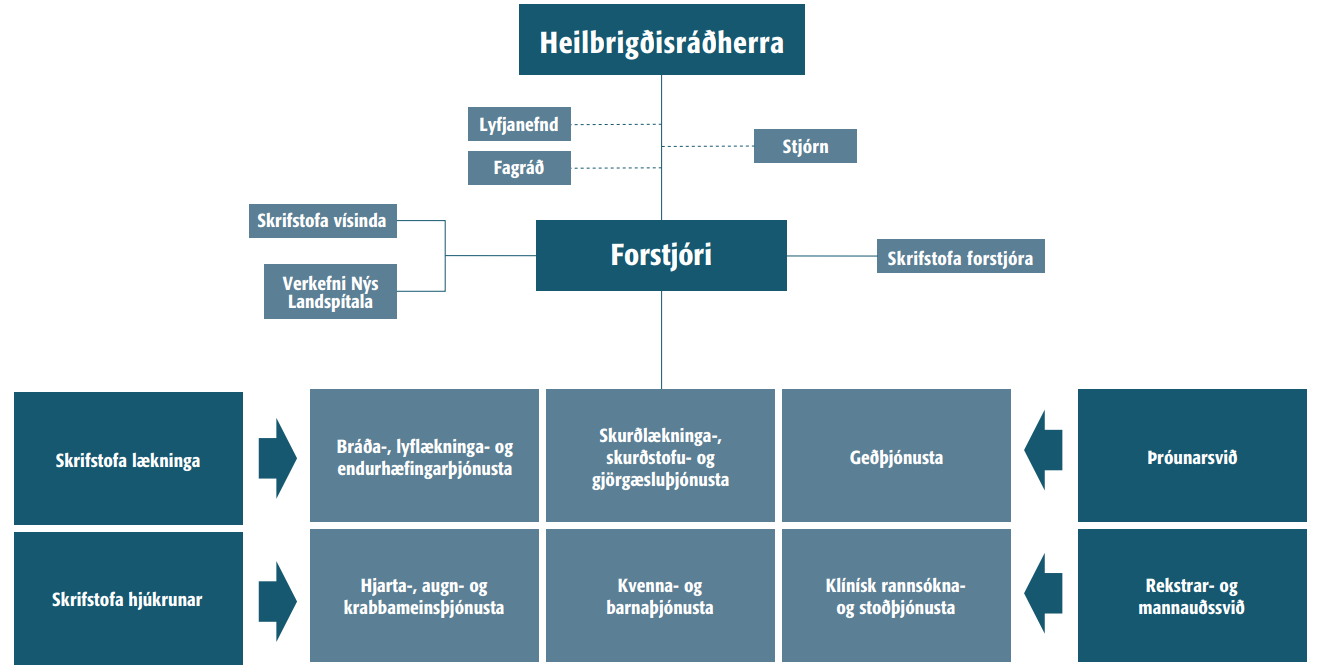 Heilbrigðisráðherra
Lyfjanefnd
Stjórn
Fagráð
Skrifstofa vísinda
Forstjóri
Skrifstofa forstjóra
Verkefni Nýs
Landspítala
Skrifstofa lækninga
Bráða-, lyflækninga- og
endurhæfingarþjónusta
Skurðlækninga-,
skurðstofu- og
gjörgæsluþjónusta
Geðþjónusta
Þróunarsvið
Skrifstofa hjúkrunar
Hjarta-, augn- og
krabbameinsþjónusta
Kvenna- og
barnaþjónusta
Klínísk rannsókna-
og stoðþjónusta
Rekstrar- og
mannauðssvið